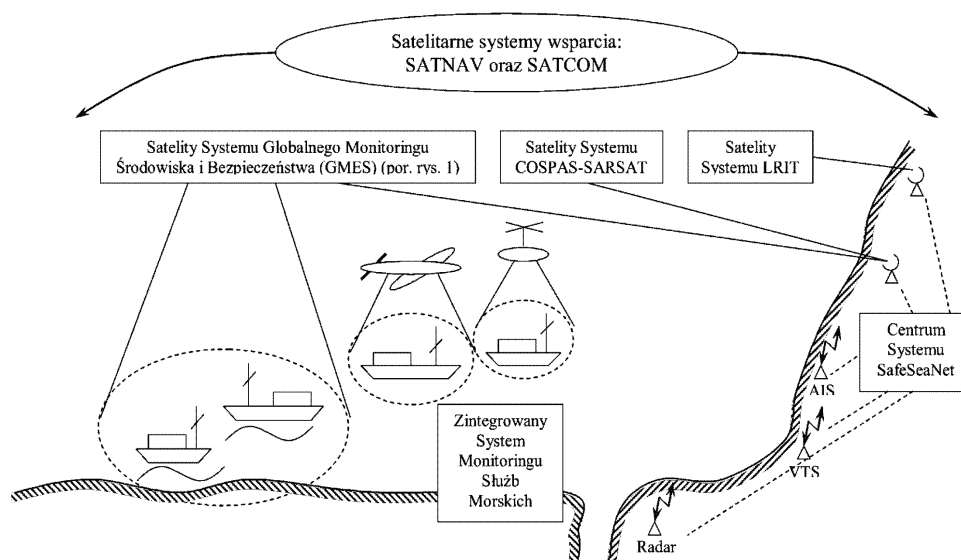 Satelitarne systemy wsparcia:
SATNAV oraz SATCOM
Satelity Systemu Globalnego Monitoringu
Środowiska i Bezpieczeństwa (GMES) (por. rys. 1)
Satelity Systemu
COSPAS-SARSAT
Satelity
Systemu LRIT
Centrum
Systemu
SafeSeaNet
AIS
Zintegrowany
System
Monitoringu
Służb
Morskich
VTS
Radar